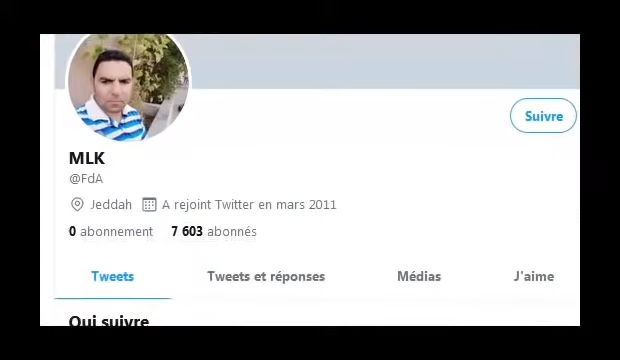 Suivre
MLK
@FdA
Jeddah A rejoint Twitter en mars 2011
0 abonnement 7 603 abonnés
Tweets Tweets et réponses Médias J'aime
Qui suivre